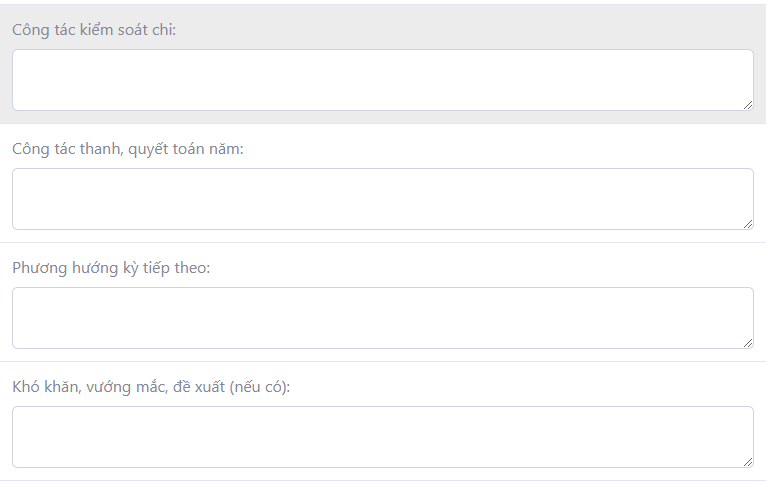 Công tác kiểm soát chi:
Công tác thanh, quyết toán năm:
Phương hướng kỳ tiếp theo:
Khó khăn, vướng mắc, đề xuất (nếu có):